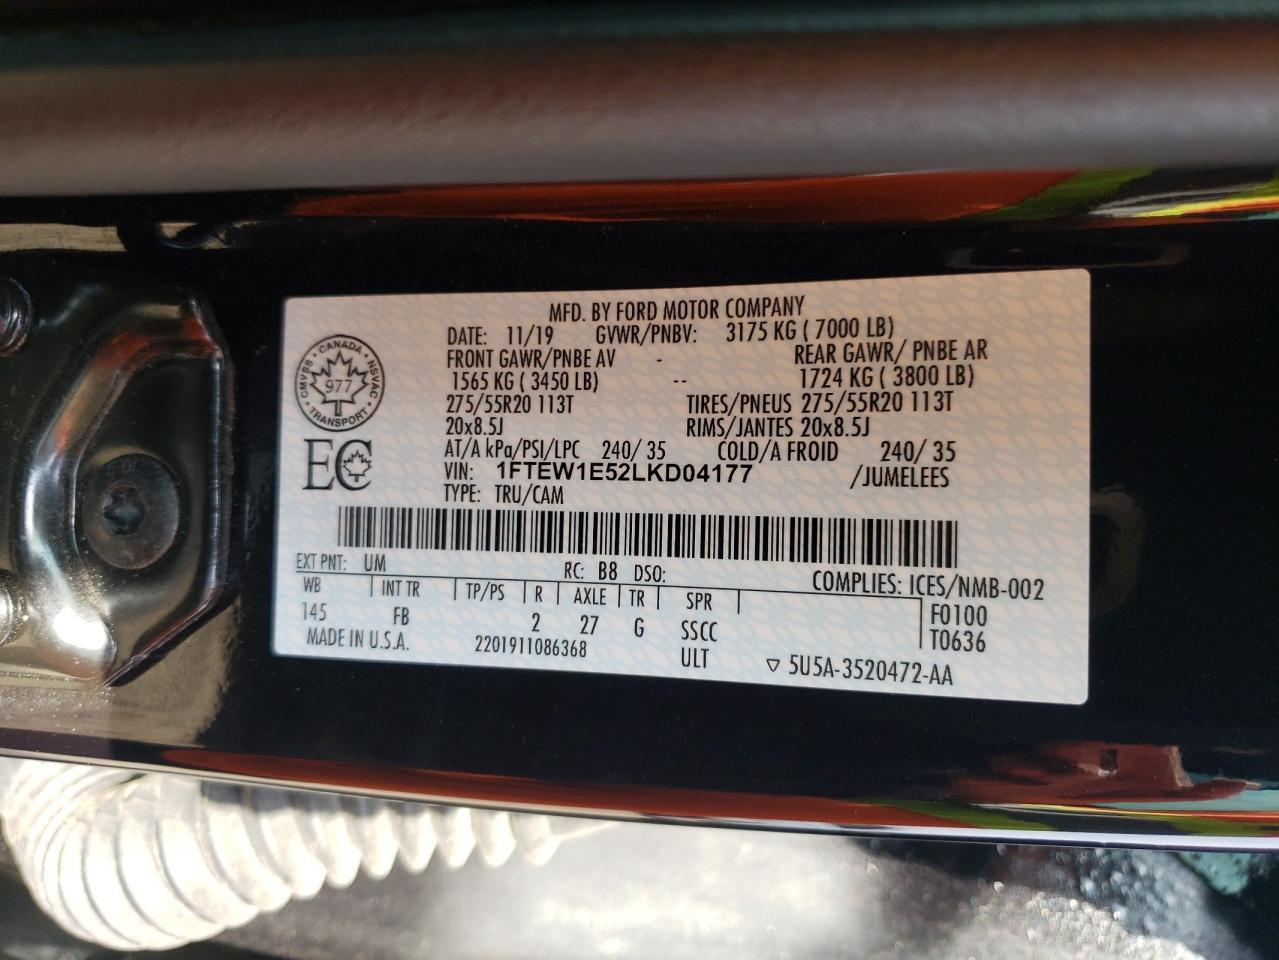 MFD. BY FORD MOTOR COMPANY
DATE: 11/19 GVWR/PNBV: 3175 KG ( 7000 LB)
FRONT GAWR/PNBE AV - REAR GAWR/ PNBE AR
1565 KG ( 3450 LB) -- 1724 KG ( 3800 LB)
275/55R20 113T TIRES/PNEUS 275/55R20 113T
20x8.5J RIMS/JANTES 20x8.5J
AT/A kPa/PSI/LPC 240/ 35 COLD/A FROID 240/ 35
VIN: 1FTEW1E52LKD04177 /JUMELEES
TYPE: TRU/CAM
CANADA
CMVSS NSVAC
977
TRANSPORT
EC
EXT PNT: UM RC: B8 DSO: COMPLIES: ICES/NMB-002
WB INT TR TP/PS R AXLE TR SPR F0100
145 FB 2 27 G SSCC T0636
MADE IN U.S.A. 2201911086368 ULT ▽ 5U5A-3520472-AA